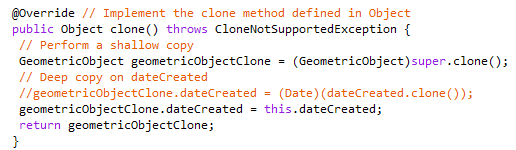 @Override // Implement the clone method defined in Object
public Object clone() throws CloneNotSupportedException {
// Perform a shallow copy
GeometricObject geometricObjectClone = (GeometricObject)super.clone();
// Deep copy on dateCreated
//geometricObjectClone.dateCreated = (Date)(dateCreated.clone());
geometricObjectClone.dateCreated = this.dateCreated;
return geometricObjectClone;
}